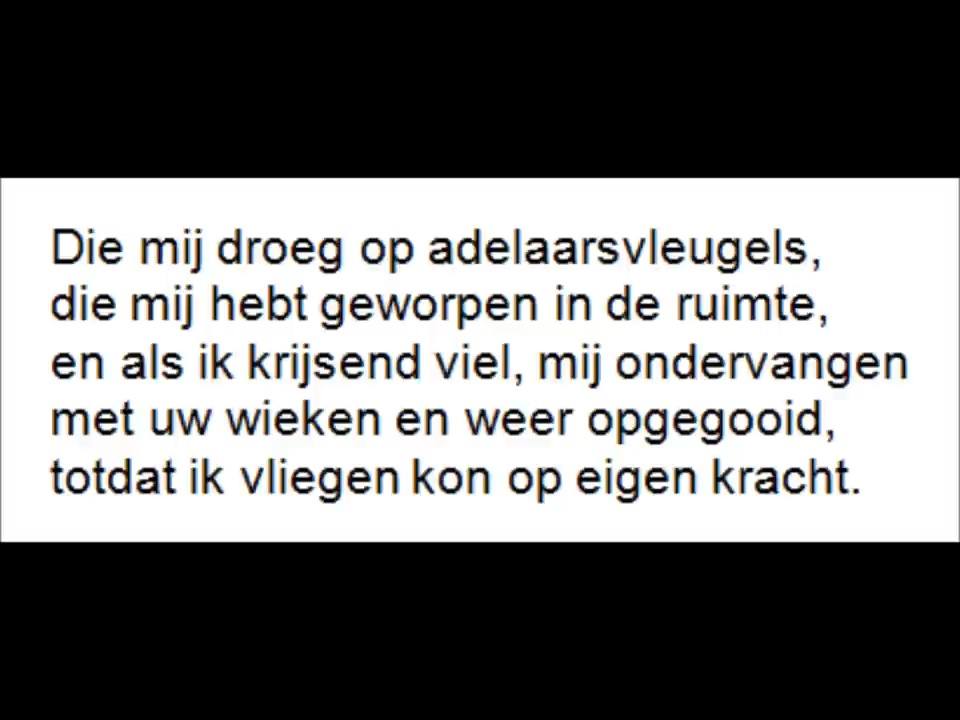 Die mij droeg op adelaarsvleugels,
die mij hebt geworpen in de ruimte,
en als ik krijsend viel, mij ondervangen
met uw wieken en weer opgegooid,
totdat ik vliegen kon op eigen kracht.